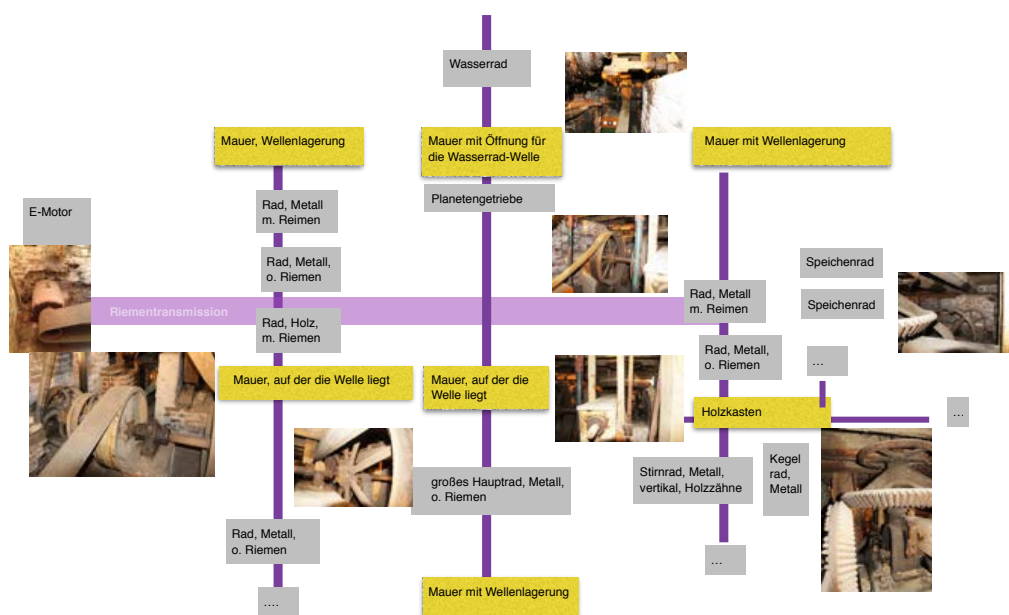 Wasserrad
Mauer, Wellenlagerung
Mauer mit Öffnung für
die Wasserrad-Welle
Mauer mit Wellenlagerung
E-Motor
Rad, Metall
m. Reimen
Planetengetriebe
Rad, Metall,
o. Riemen
Speichenrad
Riementransmission
Rad, Holz,
m. Riemen
Rad, Metall
m. Reimen
Speichenrad
Rad, Metall,
o. Riemen
...
Mauer, auf der die Welle liegt
Mauer, auf der die
Welle liegt
Holzkasten
...
großes Hauptrad, Metall,
o. Riemen
Stirnrad, Metall,
vertikal, Holzzähne
Kegel
rad,
Metall
Rad, Metall,
o. Riemen
...
....
Mauer mit Wellenlagerung